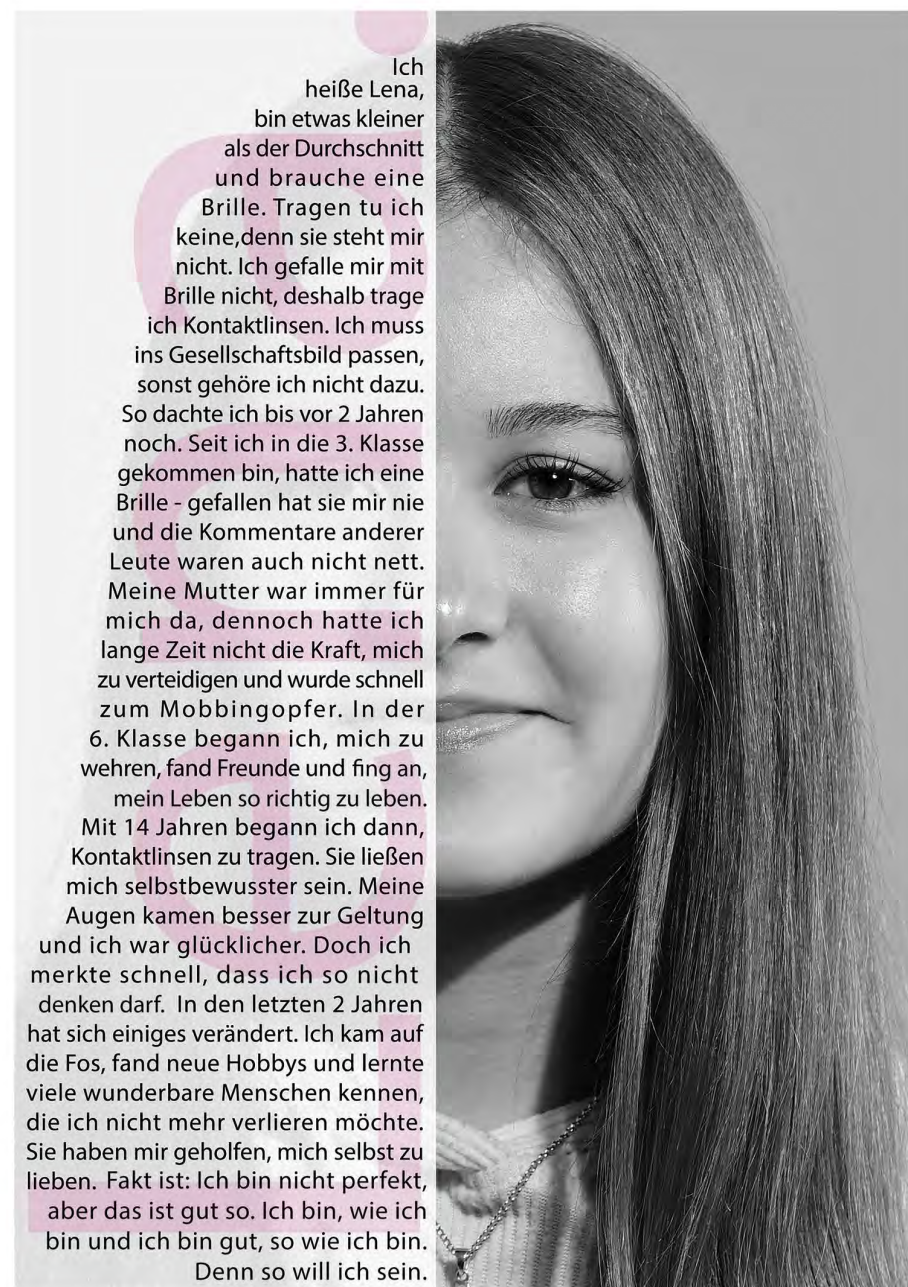 Ich
heiße Lena,
bin etwas kleiner
als der Durchschnitt
und brauche eine
Brille. Tragen tu ich
keine,denn sie steht mir
nicht. Ich gefalle mir mit
Brille nicht, deshalb trage
ich Kontaktlinsen. Ich muss
ins Gesellschaftsbild passen,
sonst gehöre ich nicht dazu.
So dachte ich bis vor 2 Jahren
noch. Seit ich in die 3. Klasse
gekommen bin, hatte ich eine
Brille - gefallen hat sie mir nie
und die Kommentare anderer
Leute waren auch nicht nett.
Meine Mutter war immer für
mich da, dennoch hatte ich
lange Zeit nicht die Kraft, mich
zu verteidigen und wurde schnell
zum Mobbingopfer. In der
6. Klasse begann ich, mich zu
wehren, fand Freunde und fing an,
mein Leben so richtig zu leben.
Mit 14 Jahren begann ich dann,
Kontaktlinsen zu tragen. Sie ließen
mich selbstbewusster sein. Meine
Augen kamen besser zur Geltung
und ich war glücklicher. Doch ich
merkte schnell, dass ich so nicht
denken darf. In den letzten 2 Jahren
hat sich einiges verändert. Ich kam auf
die Fos, fand neue Hobbys und lernte
viele wunderbare Menschen kennen,
die ich nicht mehr verlieren möchte.
Sie haben mir geholfen, mich selbst zu
lieben. Fakt ist: Ich bin nicht perfekt,
aber das ist gut so. Ich bin, wie ich
bin und ich bin gut, so wie ich bin.
Denn so will ich sein.